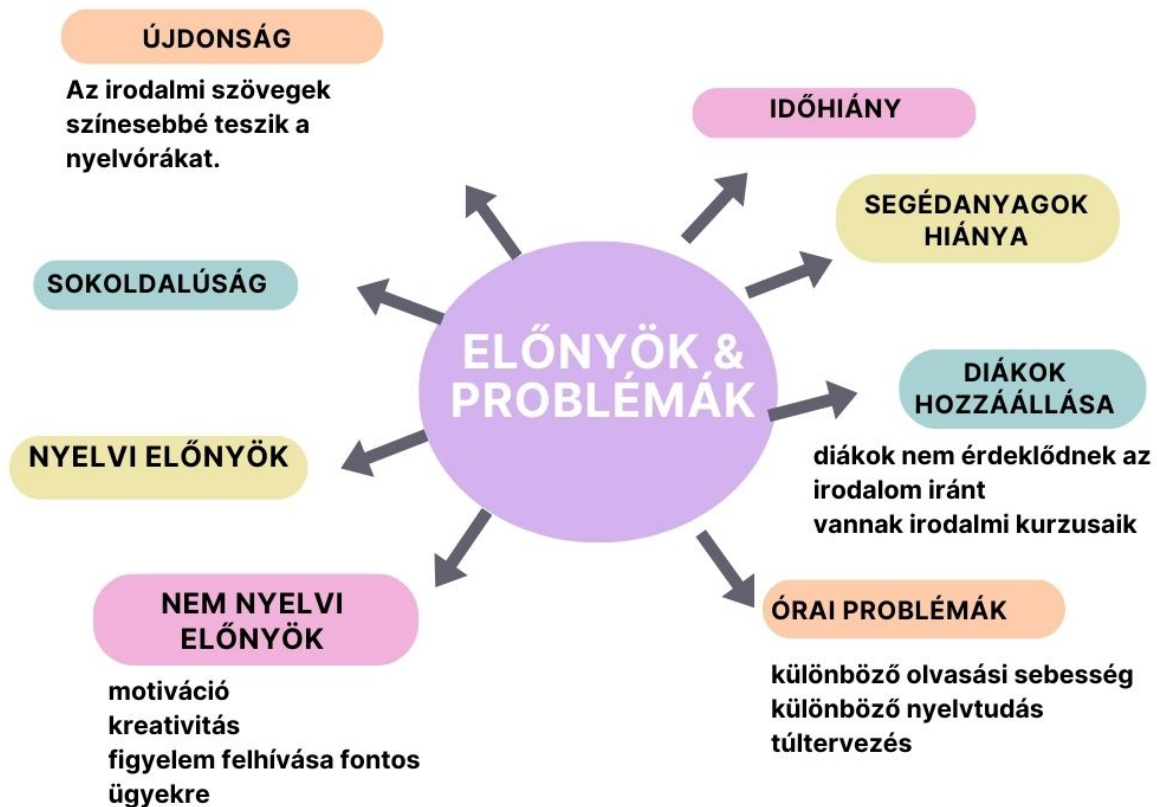 ÚJDONSÁG
Az irodalmi szövegek
színesebbé teszik a
nyelvórákat.
SOKOLDALÚSÁG
NYELVI ELŐNYÖK
NEM NYELVI
ELŐNYÖK
motiváció
kreativitás
figyelem felhívása fontos
ügyekre
ELŐNYÖK &
PROBLÉMÁK
IDŐHIÁNY
SEGÉDANYAGOK
HIÁNYA
DIÁKOK
HOZZÁÁLLÁSA
diákok nem érdeklődnek az
irodalom iránt
vannak irodalmi kurzusaik
ÓRAI PROBLÉMÁK
különböző olvasási sebesség
különböző nyelvtudás
túltervezés